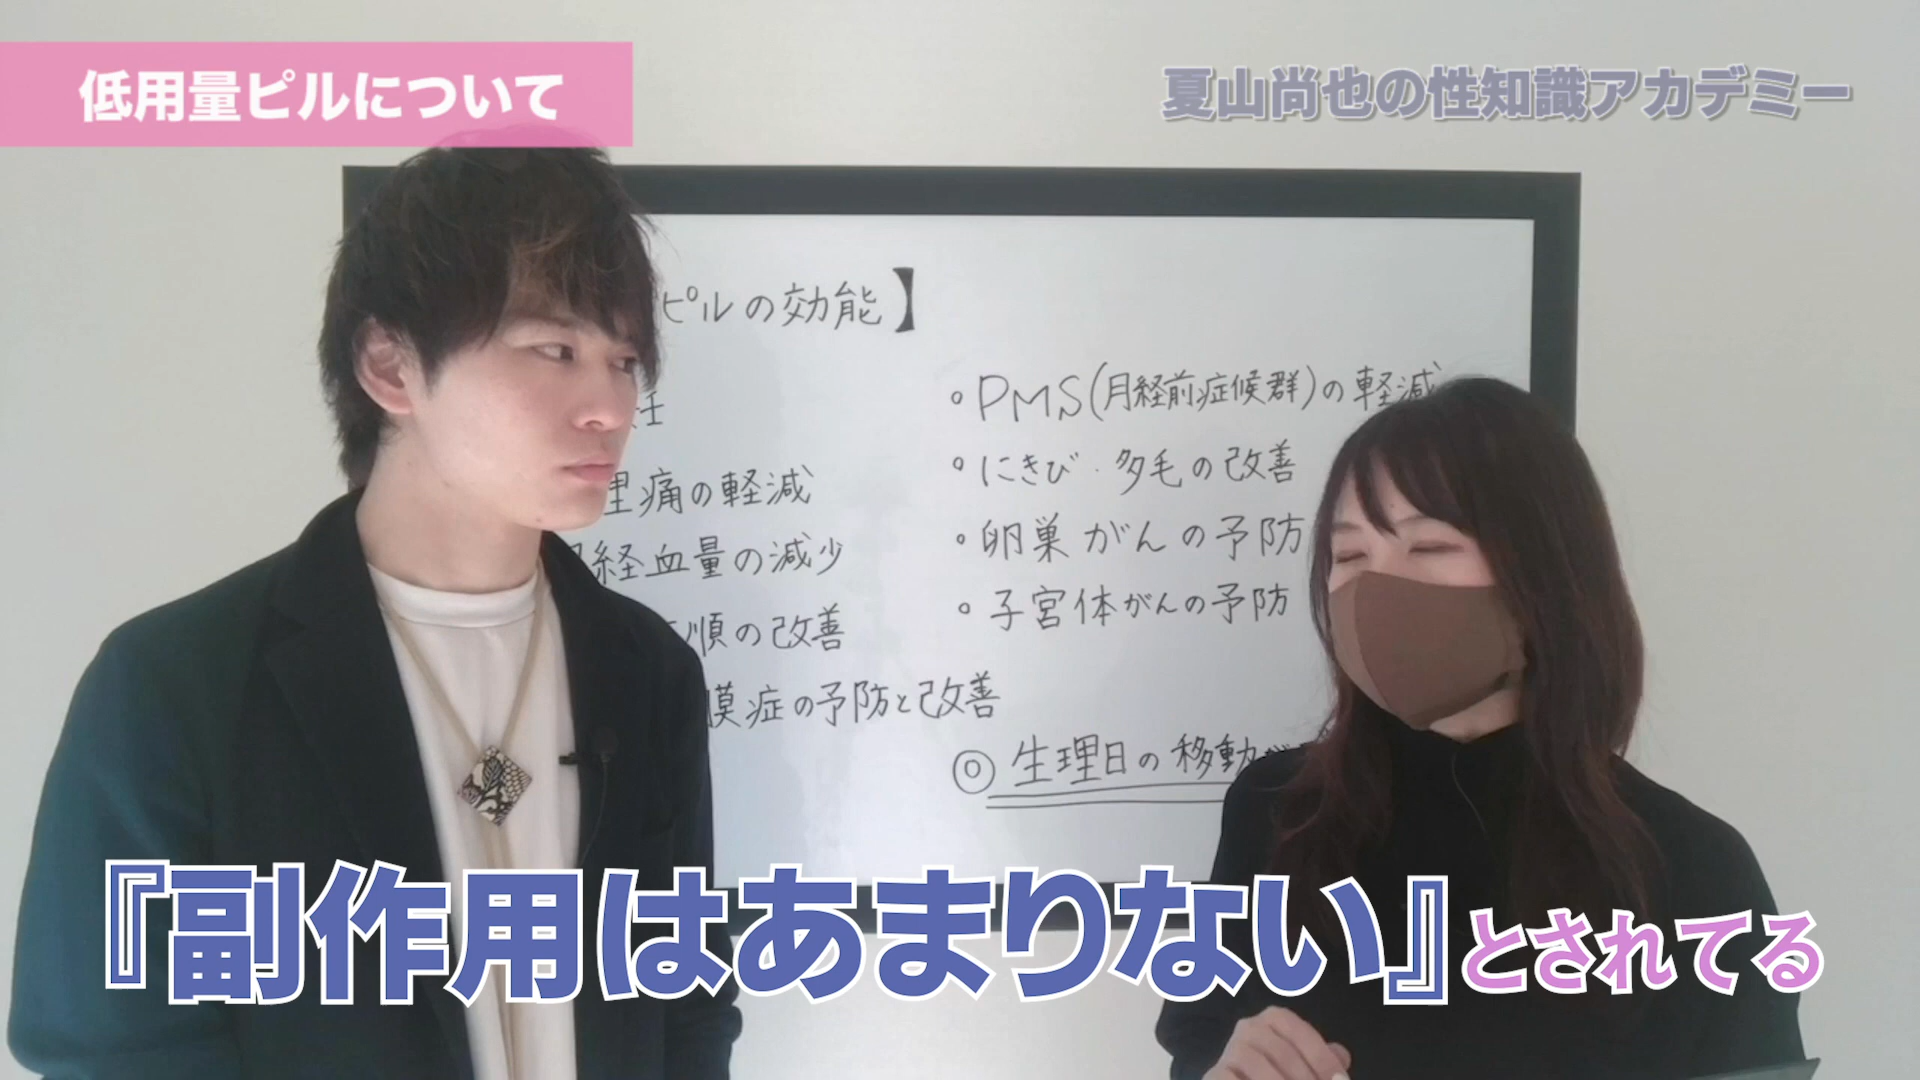 低用量ピルについて
夏山尚也の性知識アカデミー
ピルの効能】
痛の軽減
経血量の減少
順の改善
膜症の予防と改善
◦PMS(月経前症候群)の軽減
◦にきび・多毛の改善
◦卵巣がんの予防
◦子宮体がんの予防
◎生理日の移動が
『副作用はあまりない』とされてる